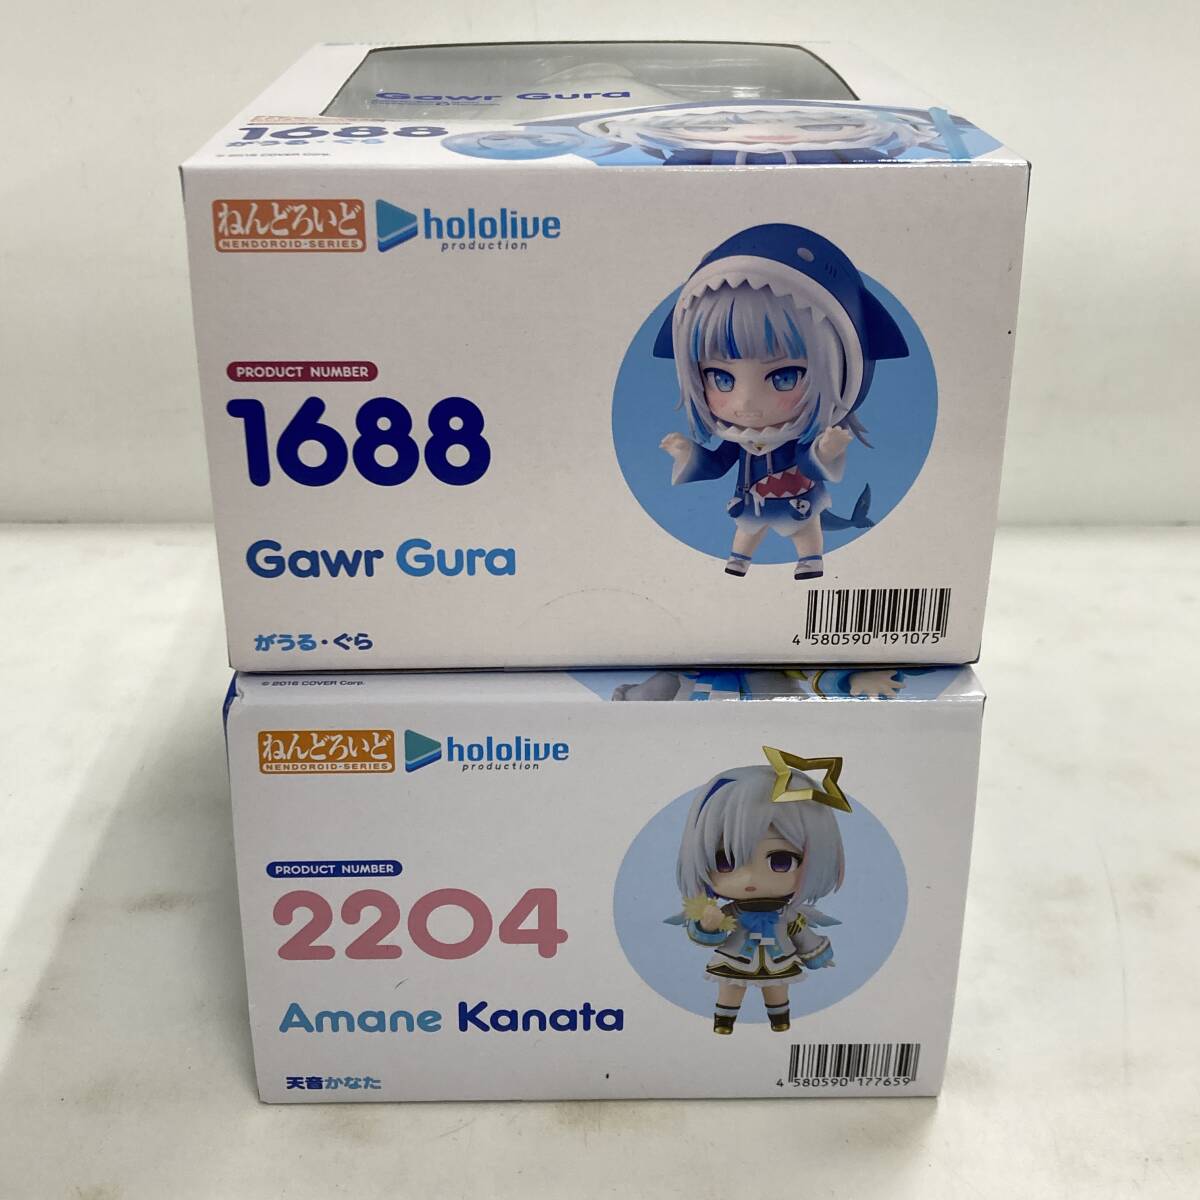 Gawr Gura
1688
がうる・ぐら
© 2016 COVER Corp.
ねんどろいど
NENDOROID-SERIES
hololive
production
PRODUCT NUMBER
1688
Gawr Gura
がうる・ぐら
4 580590 191075
© 2016 COVER Corp.
ねんどろいど
NENDOROID-SERIES
hololive
production
PRODUCT NUMBER
2204
Amane Kanata
天音かなた
4 580590 177659